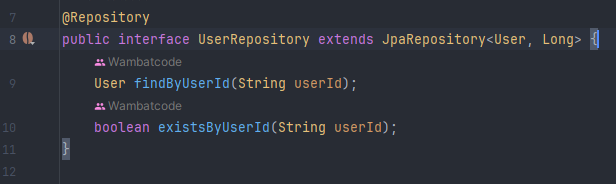 7 @Repository
8 public interface UserRepository extends JpaRepository<User, Long> {
Wambatcode
9 User findByUserId(String userId);
Wambatcode
10 boolean existsByUserId(String userId);
11 }
12